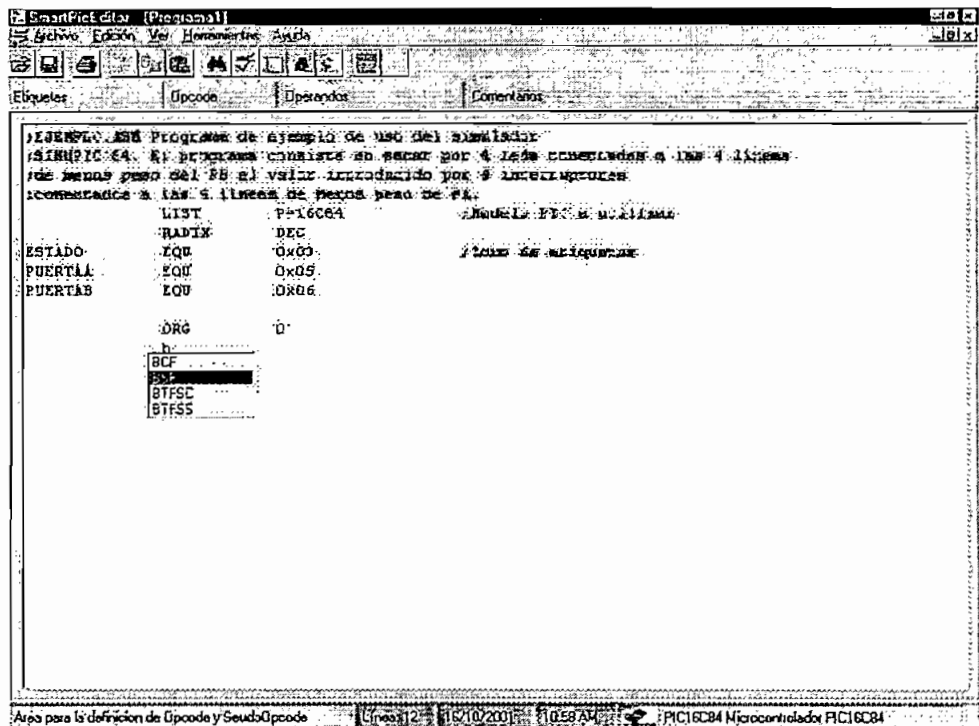 SmartPicEditor - [Programa1]
Archivo Edición Ver Herramientas Ayuda
Etiquetas Opcode Operandos Comentarios
;EJEMPLO.ASM Programa de ejemplo de uso del simulador
;SIMUPIC'64. El programa consiste en sacar por 4 leds conectados a las 4 líneas
;de menos peso del PB el valor introducido por interruptores
;conectados a las líneas de menos peso de PA.
LIST P=16C84 ;Modelo PIC a utilizar
RADIX DEC
ESTADO EQU 0x03 ;Zona de etiquetas
PUERTAA EQU 0x05
PUERTAB EQU 0x06
ORG 0
b
BCF
BSF
BTFSC
BTFSS
Area para la definicion de Opcode y SeudoOpcode Linea: 12 16/10/2001 10:58 AM PIC16C84 Microcontrolador PIC16C84